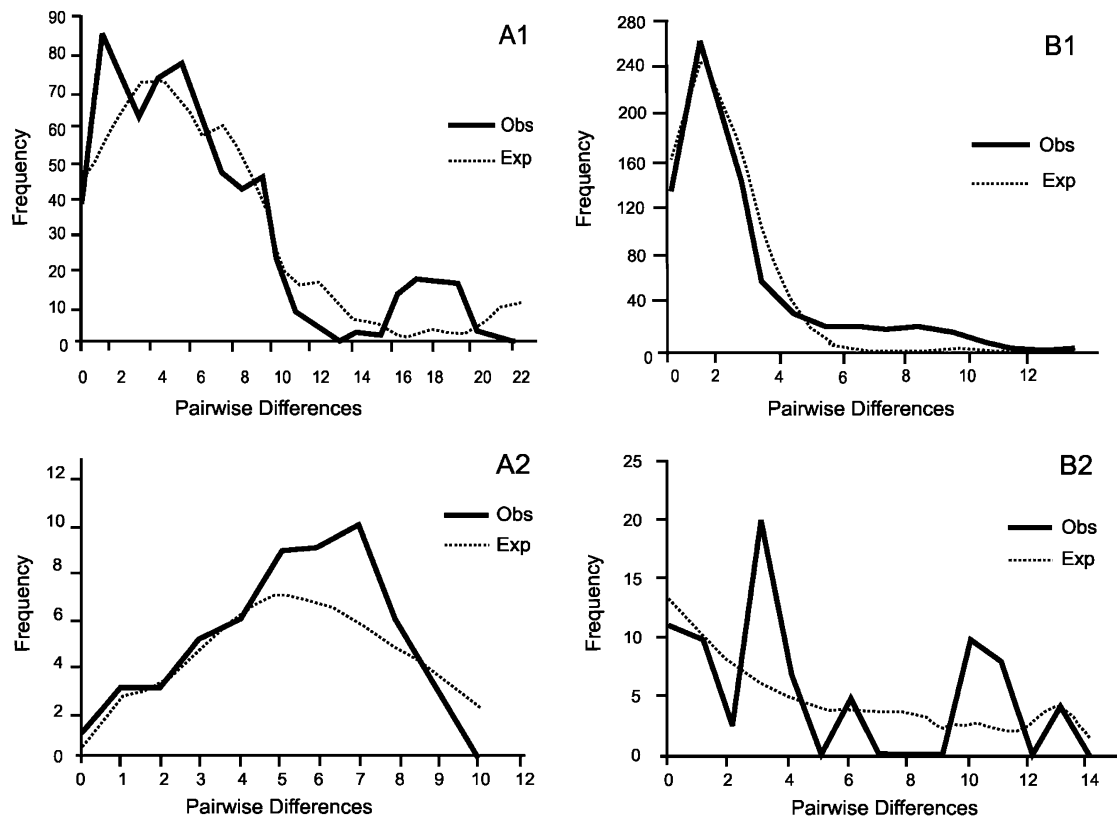 A1
90
80
70
60
50
40
30
20
10
0
Frequency
Obs
Exp
0 2 4 6 8 10 12 14 16 18 20 22
Pairwise Differences
B1
280
240
200
160
120
80
40
0
Frequency
Obs
Exp
0 2 4 6 8 10 12
Pairwise Differences
A2
12
10
8
6
4
2
0
Frequency
Obs
Exp
0 1 2 3 4 5 6 7 8 10 12
Pairwise Differences
B2
25
20
15
10
5
0
Frequency
Obs
Exp
0 2 4 6 8 10 12 14
Pairwise Differences